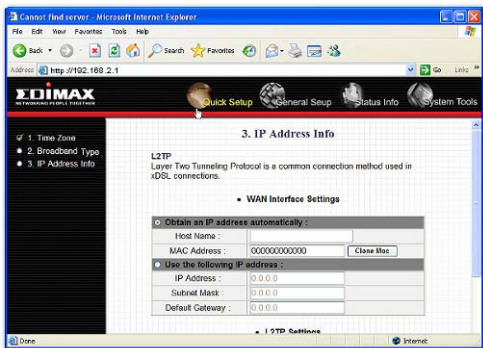 Cannot find server - Microsoft Internet Explorer
File Edit View Favorites Tools Help
Back Search Favorites
Address http://192.168.2.1 Go Links »
EDIMAX
NETWORKING PEOPLE TOGETHER
Quick Setup General Seup Status Info System Tools
1. Time Zone
2. Broadband Type
3. IP Address Info
3. IP Address Info
L2TP
Layer Two Tunneling Protocol is a common connection method used in
xDSL connections.
WAN Interface Settings
Obtain an IP address automatically :
Host Name :
MAC Address : 000000000000 Clone Mac
Use the following IP address :
IP Address : 0.0.0.0
Subnet Mask : 0.0.0.0
Default Gateway : 0.0.0.0
L2TP Settings
Done Internet